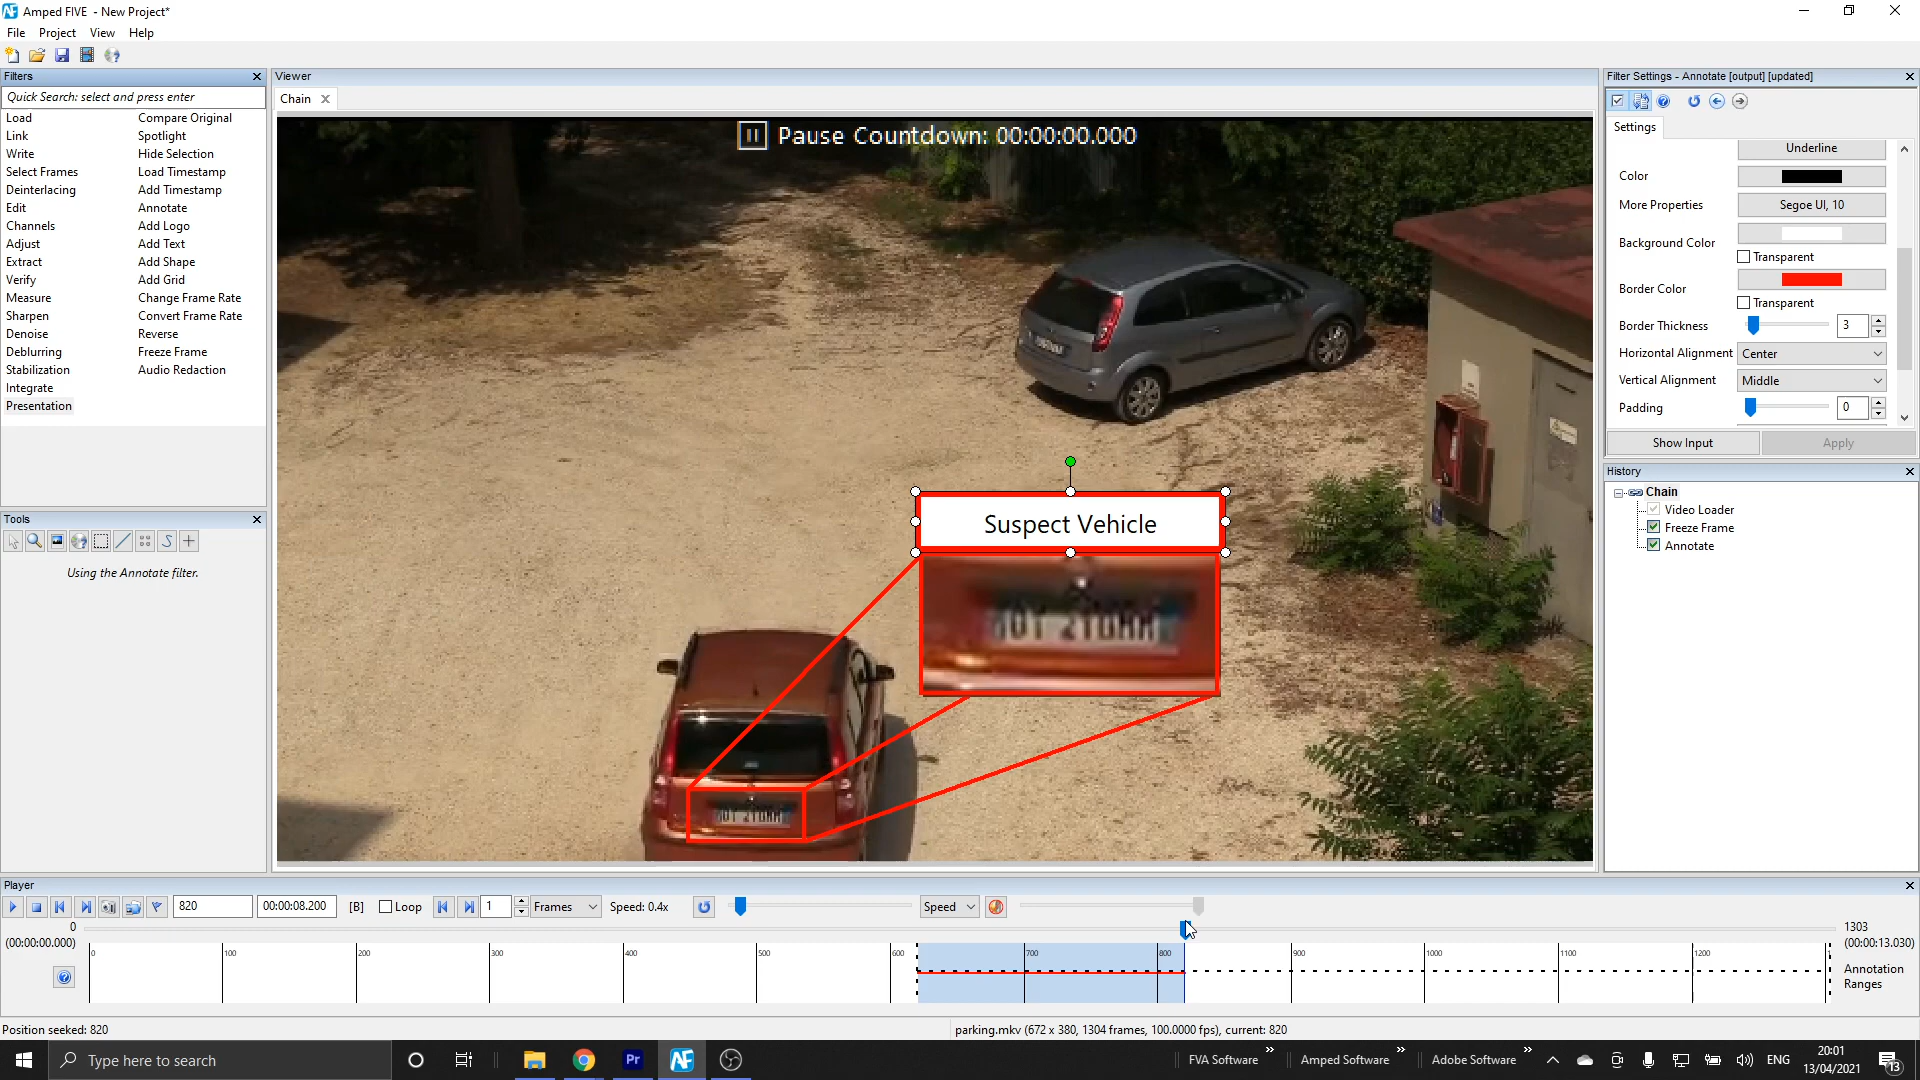 Amped FIVE - New Project*
File Project View Help
Filters
Quick Search: select and press enter
Load
Link
Write
Select Frames
Deinterlacing
Edit
Channels
Adjust
Extract
Verify
Measure
Sharpen
Denoise
Deblurring
Stabilization
Integrate
Presentation
Compare Original
Spotlight
Hide Selection
Load Timestamp
Add Timestamp
Annotate
Add Logo
Add Text
Add Shape
Add Grid
Change Frame Rate
Convert Frame Rate
Reverse
Freeze Frame
Audio Redaction
Tools
Using the Annotate filter.
Viewer
Chain
Pause Countdown: 00:00:00.000
Suspect Vehicle
Filter Settings - Annotate [output] [updated]
Settings
Underline
Color
More Properties Segoe UI, 10
Background Color
Transparent
Border Color
Transparent
Border Thickness 3
Horizontal Alignment Center
Vertical Alignment Middle
Padding 0
Show Input Apply
History
Chain
Video Loader
Freeze Frame
Annotate
Player
820 00:00:08.200 [B] Loop 1 Frames Speed: 0.4x Speed
0 1303
(00:00:00.000) (00:00:13.030)
0 100 200 300 400 500 600 700 800 900 1000 1100 1200
Annotation
Ranges
Position seeked: 820 parking.mkv (672 x 380, 1304 frames, 100.0000 fps), current: 820
Type here to search Pr AF FVA Software Amped Software Adobe Software ENG
20:01
13/04/2021
13